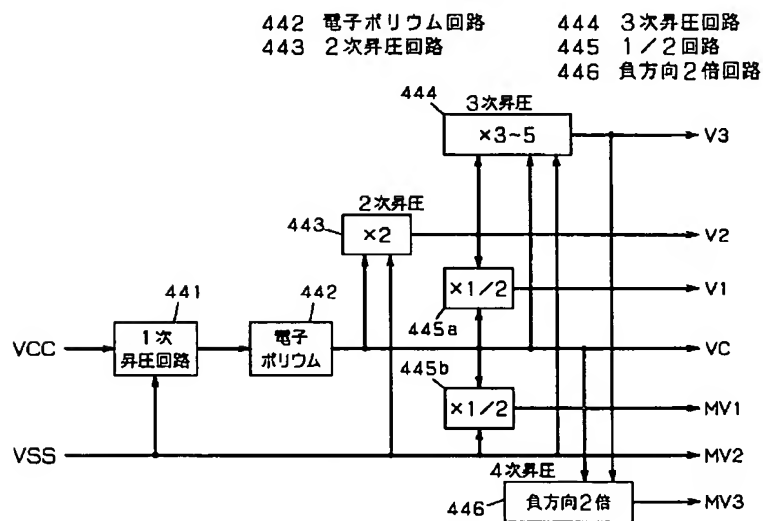 442 電子ポリウム回路
443 2次昇圧回路
444 3次昇圧回路
445 1/2回路
446 負方向2倍回路
444
3次昇圧
×3~5
V3
2次昇圧
443
×2
V2
441
442
×1/2
V1
445a
VCC
1次
昇圧回路
電子
ポリウム
VC
445b
×1/2
MV1
VSS
MV2
4次昇圧
446
負方向2倍
MV3